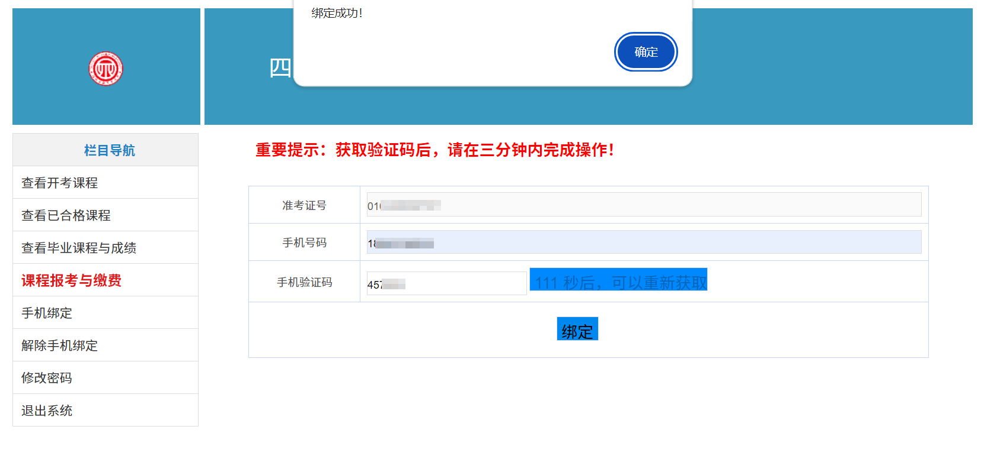 绑定成功！
确定
四
栏目导航
查看开考课程
查看已合格课程
查看毕业课程与成绩
课程报考与缴费
手机绑定
解除手机绑定
修改密码
退出系统
重要提示：获取验证码后，请在三分钟内完成操作！
准考证号 01
手机号码 18
手机验证码 457 111 秒后，可以重新获取
绑定